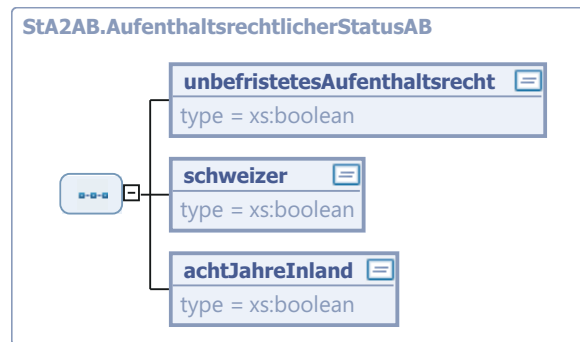 StA2AB.AufenthaltsrechtlicherStatusAB
unbefristetesAufenthaltsrecht
type = xs:boolean
schweizer
type = xs:boolean
achtJahreInland
type = xs:boolean